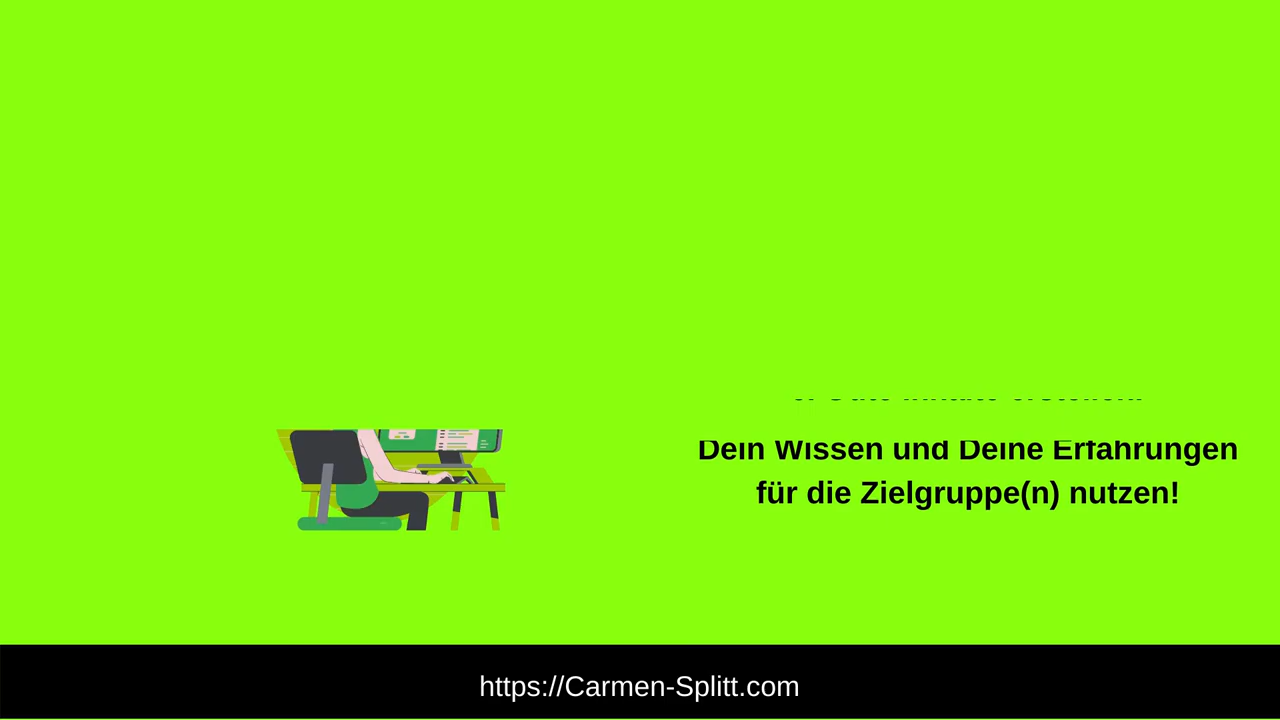 Dein Wissen und Deine Erfahrungen
für die Zielgruppe(n) nutzen!
https://Carmen-Splitt.com